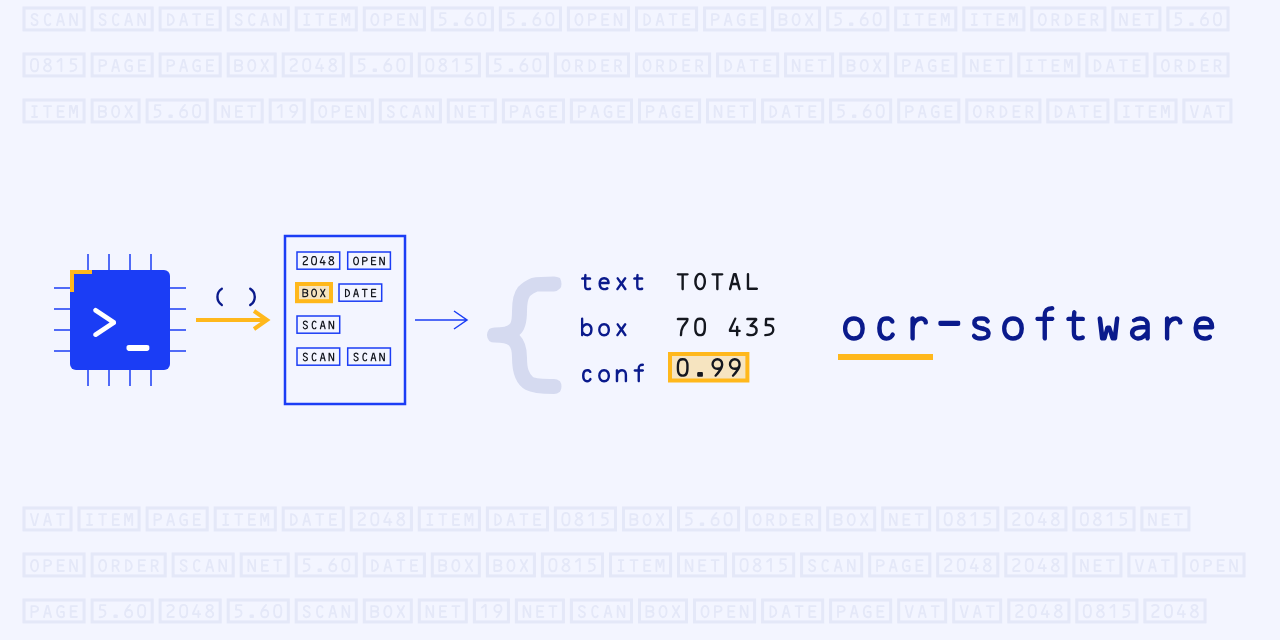 SCAN SCAN DATE SCAN ITEM OPEN 5.60 5.60 OPEN DATE PAGE BOX 5.60 ITEM ITEM ORDER NET 5.60
0815 PAGE PAGE BOX 2048 5.60 0815 5.60 ORDER ORDER DATE NET BOX PAGE NET ITEM DATE ORDER
ITEM BOX 5.60 NET 19 OPEN SCAN NET PAGE PAGE PAGE NET DATE 5.60 PAGE ORDER DATE ITEM VAT
>_
( )
2048 OPEN
BOX DATE
SCAN
SCAN SCAN
{
text TOTAL
box 70 435
conf 0.99
ocr-software
VAT ITEM PAGE ITEM DATE 2048 ITEM DATE 0815 BOX 5.60 ORDER BOX NET 0815 2048 0815 NET
OPEN ORDER SCAN NET 5.60 DATE BOX BOX 0815 ITEM NET 0815 SCAN PAGE 2048 2048 NET VAT OPEN
PAGE 5.60 2048 5.60 SCAN BOX NET 19 NET SCAN BOX OPEN DATE PAGE VAT VAT 2048 0815 2048